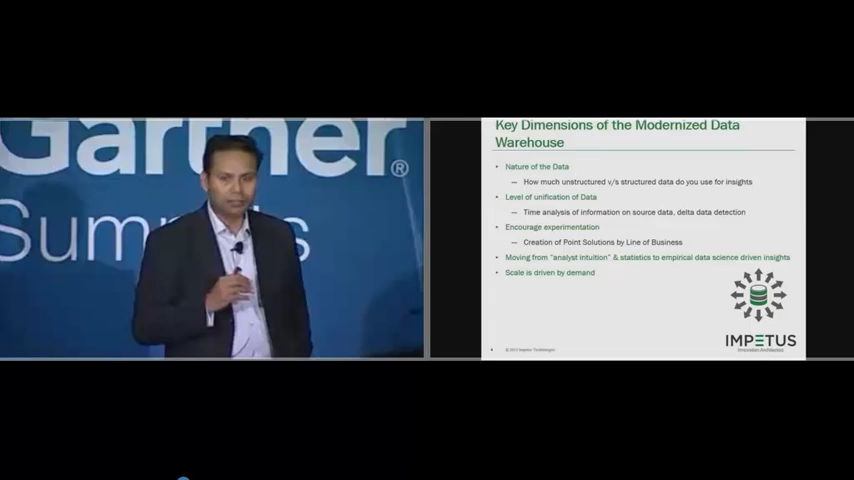 Gartner®
Summits
Key Dimensions of the Modernized Data
Warehouse
• Nature of the Data
— How much unstructured v/s structured data do you use for insights
• Level of unification of Data
— Time analysis of information on source data, delta data detection
• Encourage experimentation
— Creation of Point Solutions by Line of Business
• Moving from "analyst intuition" & statistics to empirical data science driven insights
• Scale is driven by demand
IMPETUS